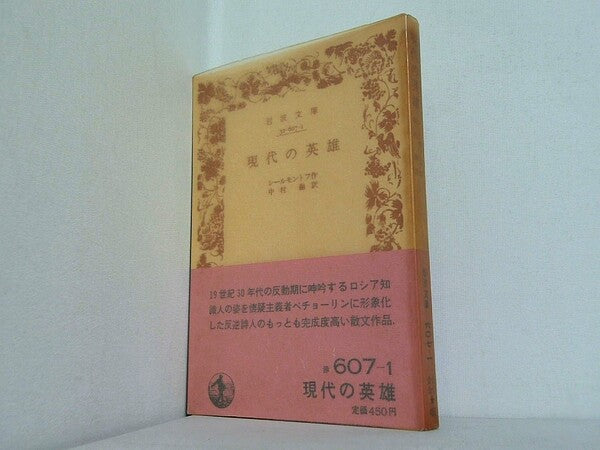 岩波文庫
32-607-1
現代の英雄
レールモントフ作
中村 融訳
19世紀30年代の反動期に呻吟するロシア知
識人の姿を懐疑主義者ペチョーリンに形象化
した反逆詩人のもっとも完成度高い散文作品.
赤 607-1
現代の英雄
定価450円